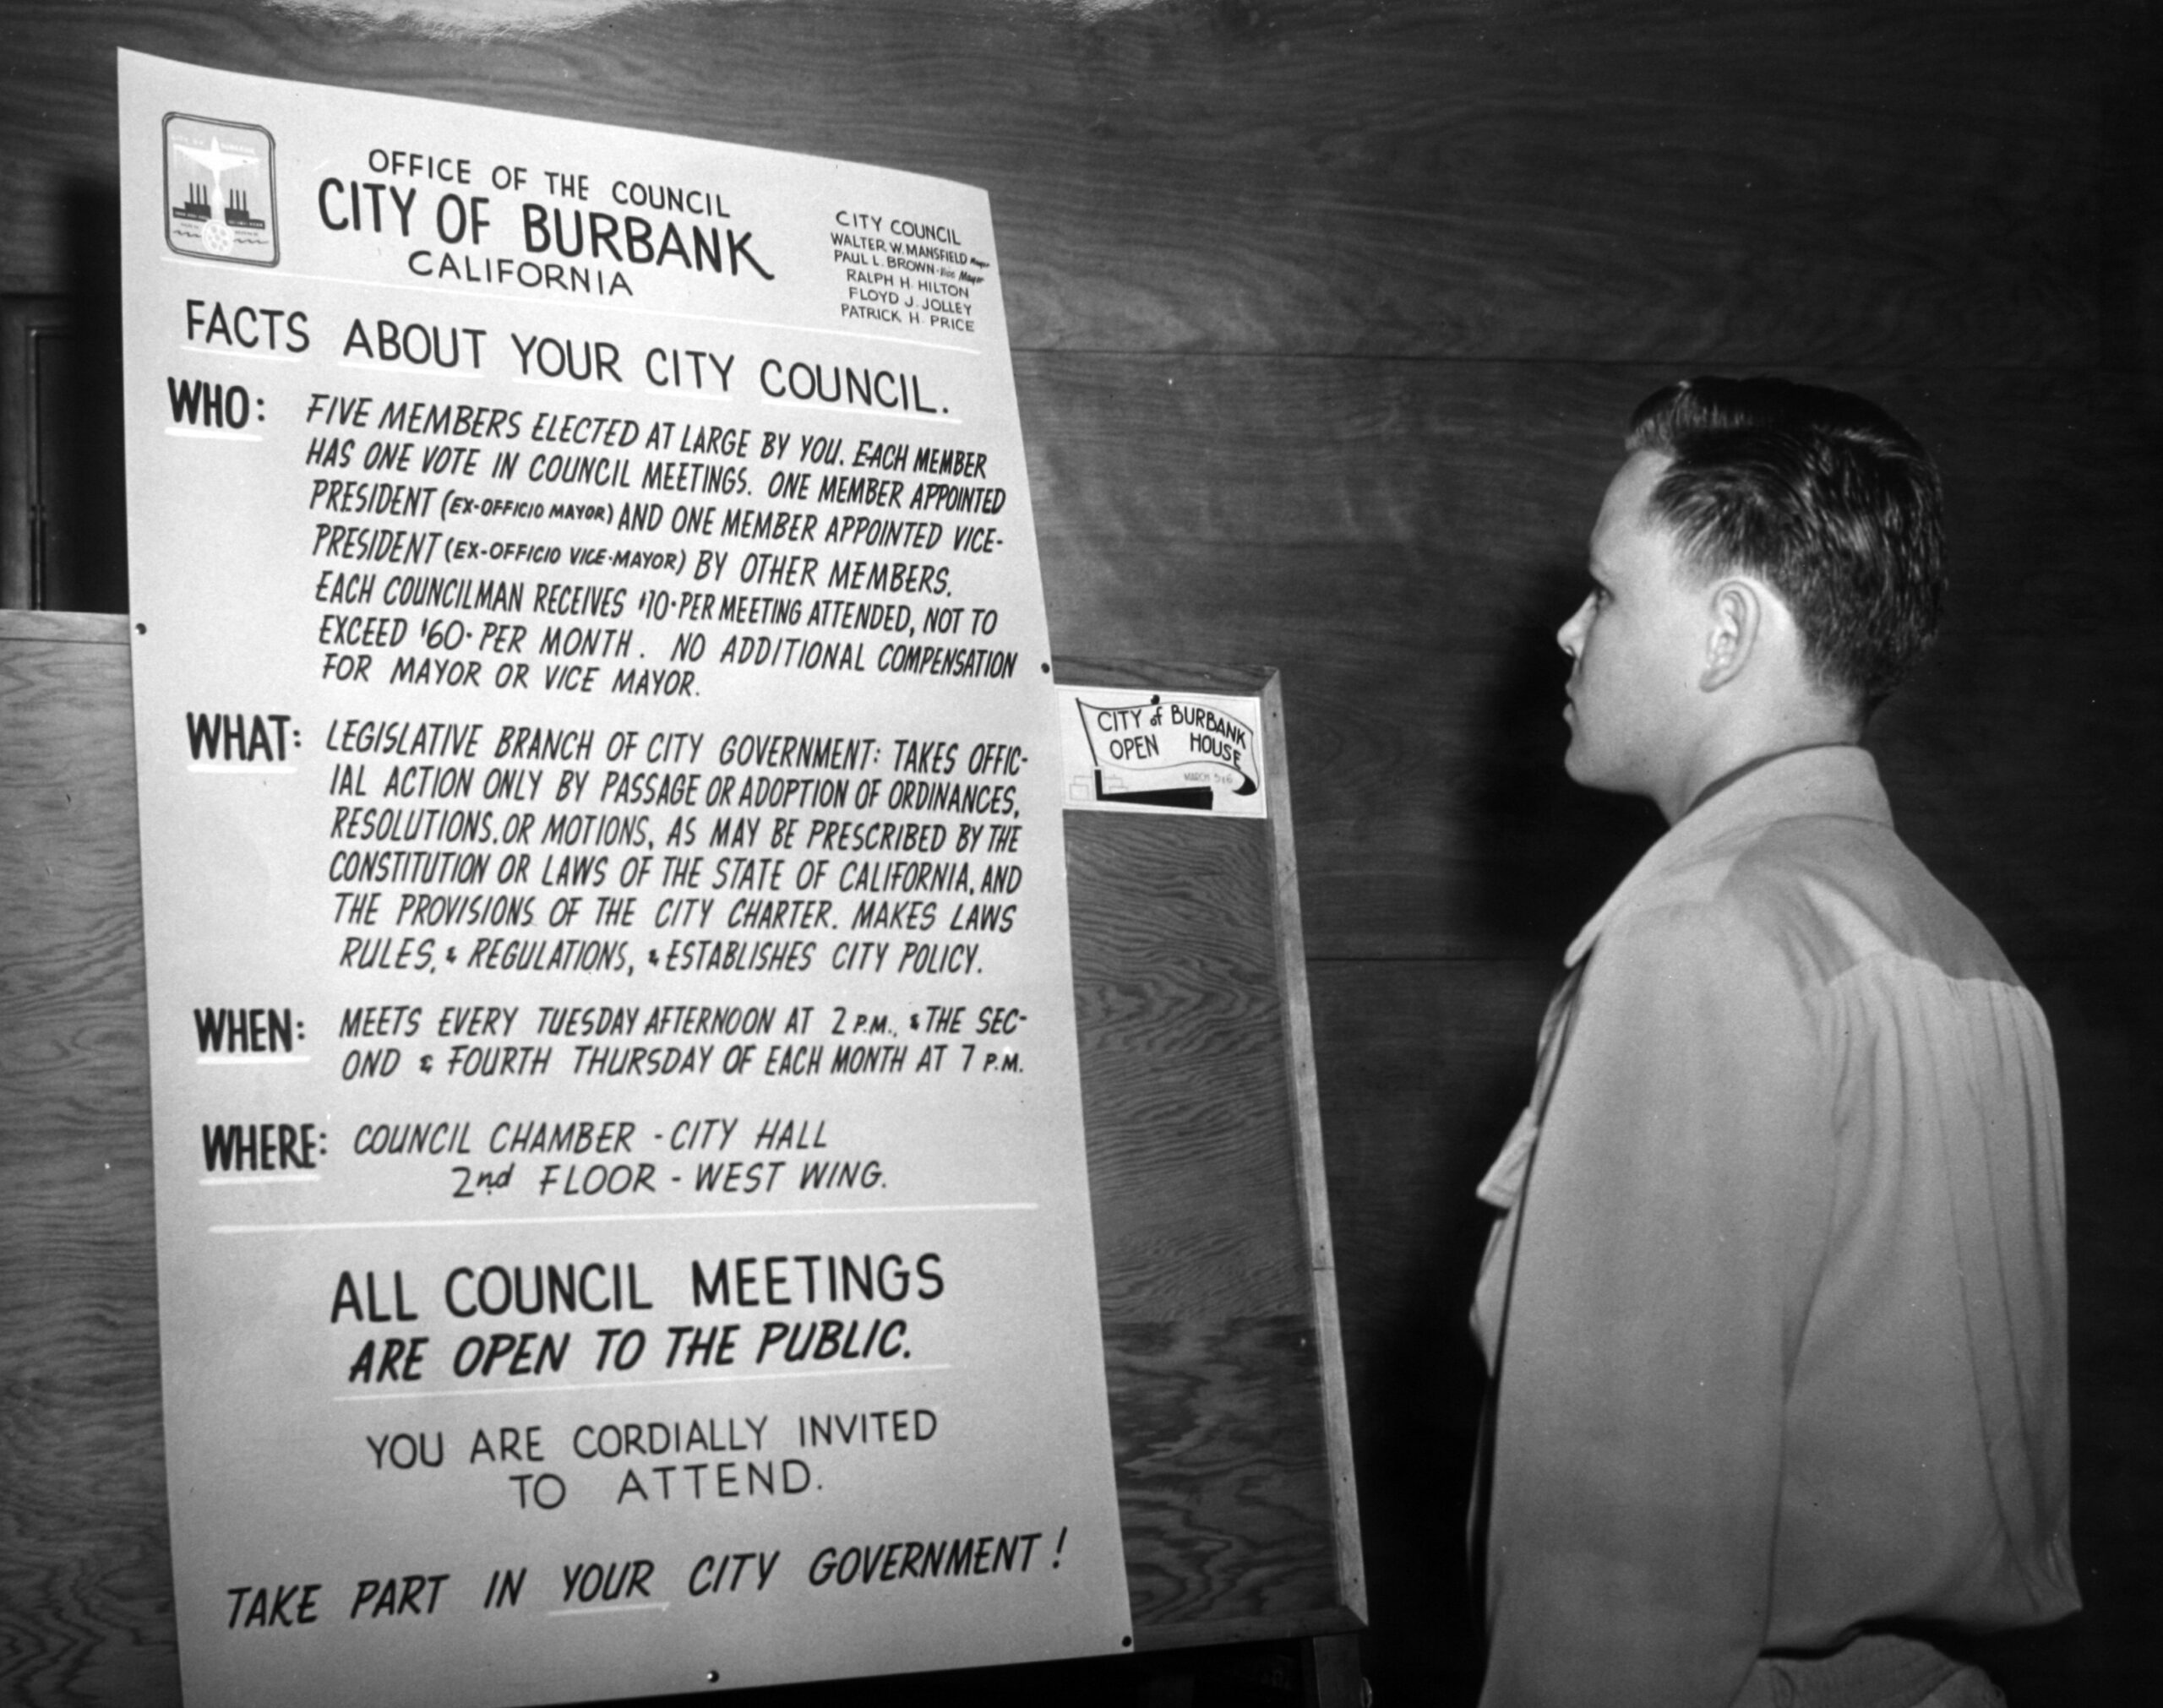 CITY OF BURBANK
OFFICE OF THE COUNCIL
CITY OF BURBANK
CALIFORNIA
CITY COUNCIL
WALTER W. MANSFIELD Mayor
PAUL L. BROWN - Vice Mayor
RALPH H. HILTON
FLOYD J. JOLLEY
PATRICK H. PRICE
FACTS ABOUT YOUR CITY COUNCIL.
WHO: FIVE MEMBERS ELECTED AT LARGE BY YOU. EACH MEMBER
HAS ONE VOTE IN COUNCIL MEETINGS. ONE MEMBER APPOINTED
PRESIDENT (EX-OFFICIO MAYOR) AND ONE MEMBER APPOINTED VICE-
PRESIDENT (EX-OFFICIO VICE-MAYOR) BY OTHER MEMBERS.
EACH COUNCILMAN RECEIVES $10. PER MEETING ATTENDED, NOT TO
EXCEED $60. PER MONTH. NO ADDITIONAL COMPENSATION
FOR MAYOR OR VICE MAYOR.
WHAT: LEGISLATIVE BRANCH OF CITY GOVERNMENT: TAKES OFFIC-
IAL ACTION ONLY BY PASSAGE OR ADOPTION OF ORDINANCES,
RESOLUTIONS. OR MOTIONS, AS MAY BE PRESCRIBED BY THE
CONSTITUTION OR LAWS OF THE STATE OF CALIFORNIA, AND
THE PROVISIONS OF THE CITY CHARTER. MAKES LAWS
RULES, & REGULATIONS, & ESTABLISHES CITY POLICY.
WHEN: MEETS EVERY TUESDAY AFTERNOON AT 2 P.M., & THE SEC-
OND & FOURTH THURSDAY OF EACH MONTH AT 7 P.M.
WHERE: COUNCIL CHAMBER - CITY HALL
2nd FLOOR - WEST WING.
ALL COUNCIL MEETINGS
ARE OPEN TO THE PUBLIC.
YOU ARE CORDIALLY INVITED
TO ATTEND.
TAKE PART IN YOUR CITY GOVERNMENT!
CITY of BURBANK
OPEN HOUSE
MARCH 5 & 6